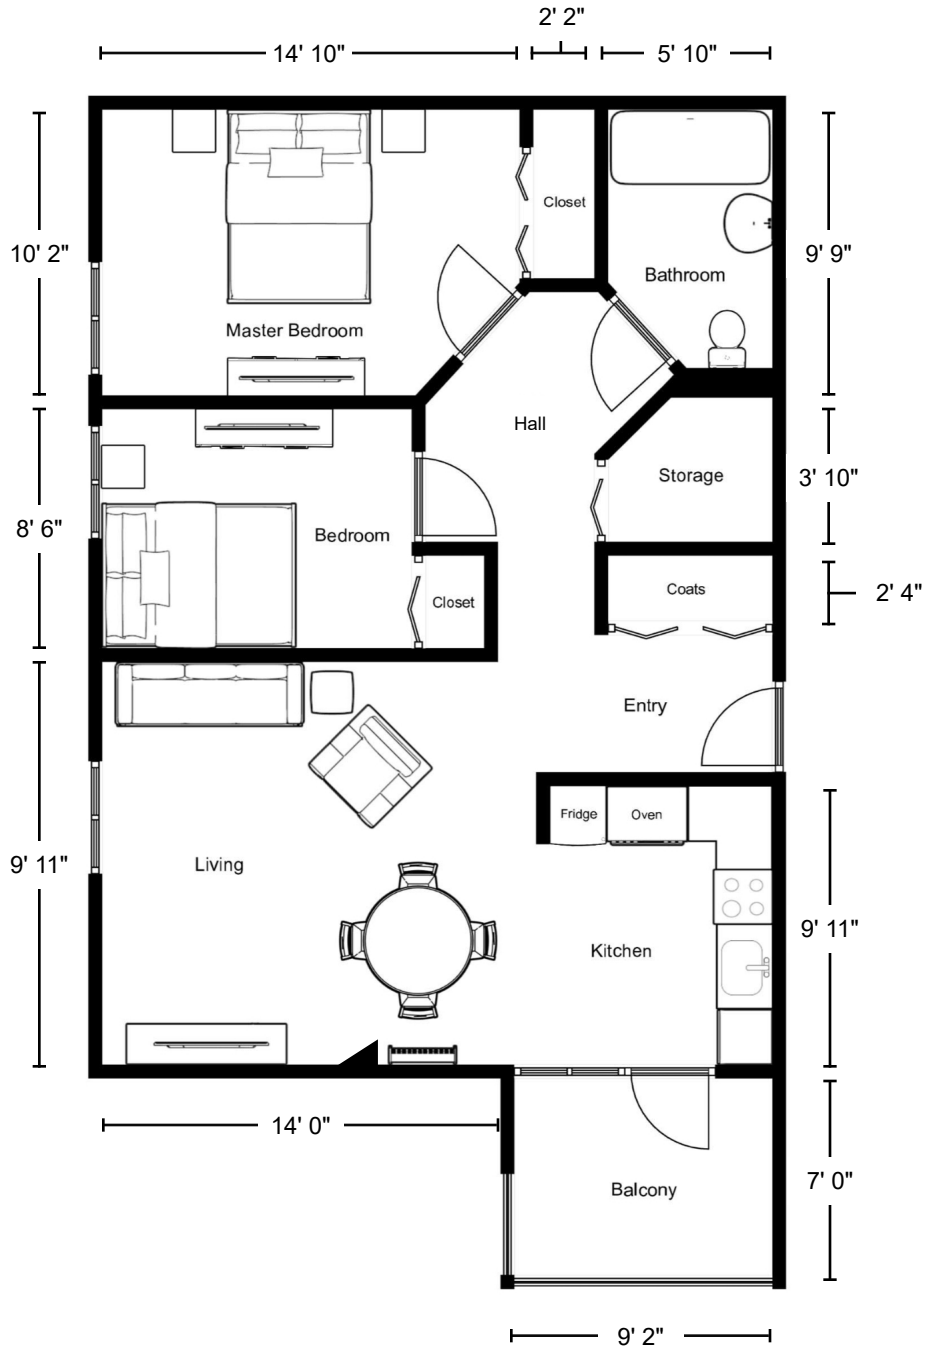 2' 2"
14' 10"
5' 10"
10' 2"
Closet
9' 9"
Bathroom
Master Bedroom
Hall
Storage
3' 10"
8' 6"
Bedroom
Closet
Coats
2' 4"
Entry
Fridge
Oven
9' 11"
Living
Kitchen
9' 11"
14' 0"
Balcony
7' 0"
9' 2"